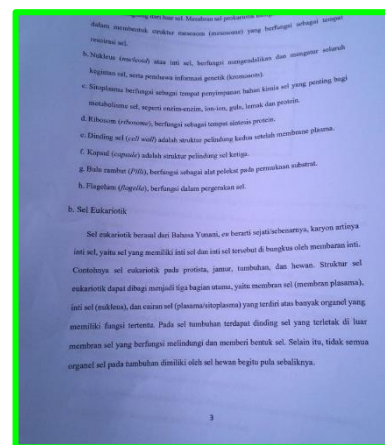 dari luar sel. Membran sel prokariotik
dalam membentuk struktur mesosom (mesosome) yang berfungsi sebagai tempat
respirasi sel.
b. Nukleus (nucleoid) atau inti sel, berfungsi mengendalikan dan mengatur seluruh
kegiatan sel, serta pembawa informasi genetik (kromosom).
c. Sitoplasma berfungsi sebagai tempat penyimpanan bahan kimia sel yang penting bagi
metabolisme sel, seperti enzim-enzim, ion-ion, gula, lemak dan protein.
d. Ribosom (ribosome), berfungsi sebagai tempat sintesis protein.
e. Dinding sel (cell wall) adalah struktur pelindung kedua setelah membrane plasma.
f. Kapsul (capsule) adalah struktur pelindung sel ketiga.
g. Bulu rambut (Pilli), berfungsi sebagai alat pelekat pada permukaan substrat.
h. Flagelum (flagella), berfungsi dalam pergerakan sel.
b. Sel Eukariotik
Sel eukariotik berasal dari Bahasa Yunani, eu berarti sejati/sebenarnya, karyon artinya
inti sel, yaitu sel yang memiliki inti sel dan inti sel tersebut di bungkus oleh membaran inti.
Contohnya sel eukariotik pada protista, jamur, tumbuhan, dan hewan. Struktur sel
eukariotik dapat dibagi menjadi tiga bagian utama, yaitu membran sel (membran plasama),
inti sel (nukleus), dan cairan sel (plasama/sitoplasma) yang terdiri atas banyak organel yang
memiliki fungsi tertentu. Pada sel tumbuhan terdapat dinding sel yang terletak di luar
membran sel yang berfungsi melindungi dan memberi bentuk sel. Selain itu, tidak semua
organel sel pada tumbuhan dimiliki oleh sel hewan begitu pula sebaliknya.
3